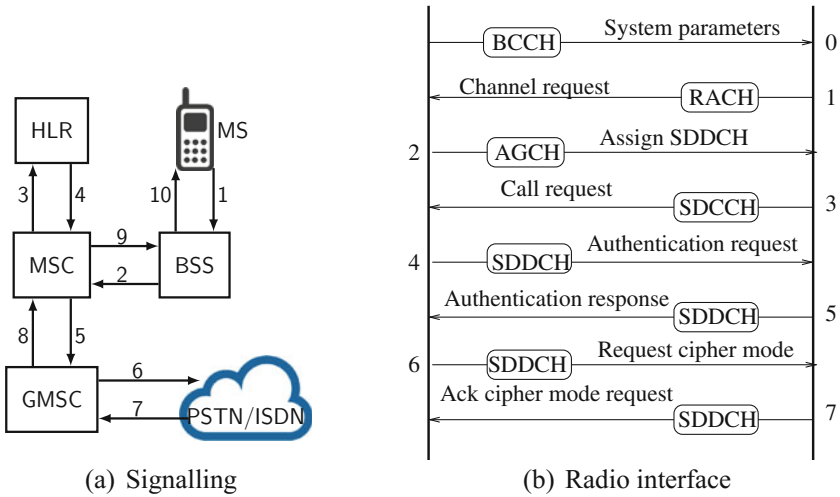 HLR
MS
3
4
10
1
MSC
9
2
BSS
8
5
GMSC
6
7
PSTN/ISDN
(a) Signalling
BCCH
System parameters
0
Channel request
RACH
1
2
AGCH
Assign SDDCH
Call request
SDCCH
3
4
SDDCH
Authentication request
Authentication response
SDDCH
5
6
SDDCH
Request cipher mode
Ack cipher mode request
SDDCH
7
(b) Radio interface